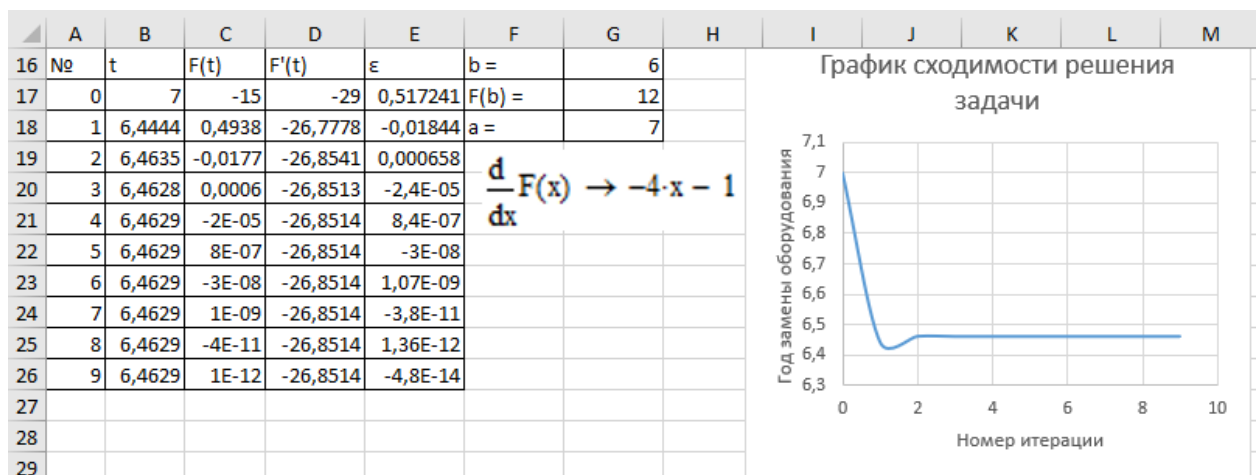 A B C D E F G H I J K L M
16 № t F(t) F'(t) ε b = 6
17 0 7 -15 -29 0,517241 F(b) = 12
18 1 6,4444 0,4938 -26,7778 -0,01844 a = 7
19 2 6,4635 -0,0177 -26,8541 0,000658
20 3 6,4628 0,0006 -26,8513 -2,4E-05
21 4 6,4629 -2E-05 -26,8514 8,4E-07
22 5 6,4629 8E-07 -26,8514 -3E-08
23 6 6,4629 -3E-08 -26,8514 1,07E-09
24 7 6,4629 1E-09 -26,8514 -3,8E-11
25 8 6,4629 -4E-11 -26,8514 1,36E-12
26 9 6,4629 1E-12 -26,8514 -4,8E-14
27
28
29
d
F(x) → −4·x − 1
dx
График сходимости решения
задачи
Год замены оборудования
7,1
7
6,9
6,8
6,7
6,6
6,5
6,4
6,3
0 2 4 6 8 10
Номер итерации